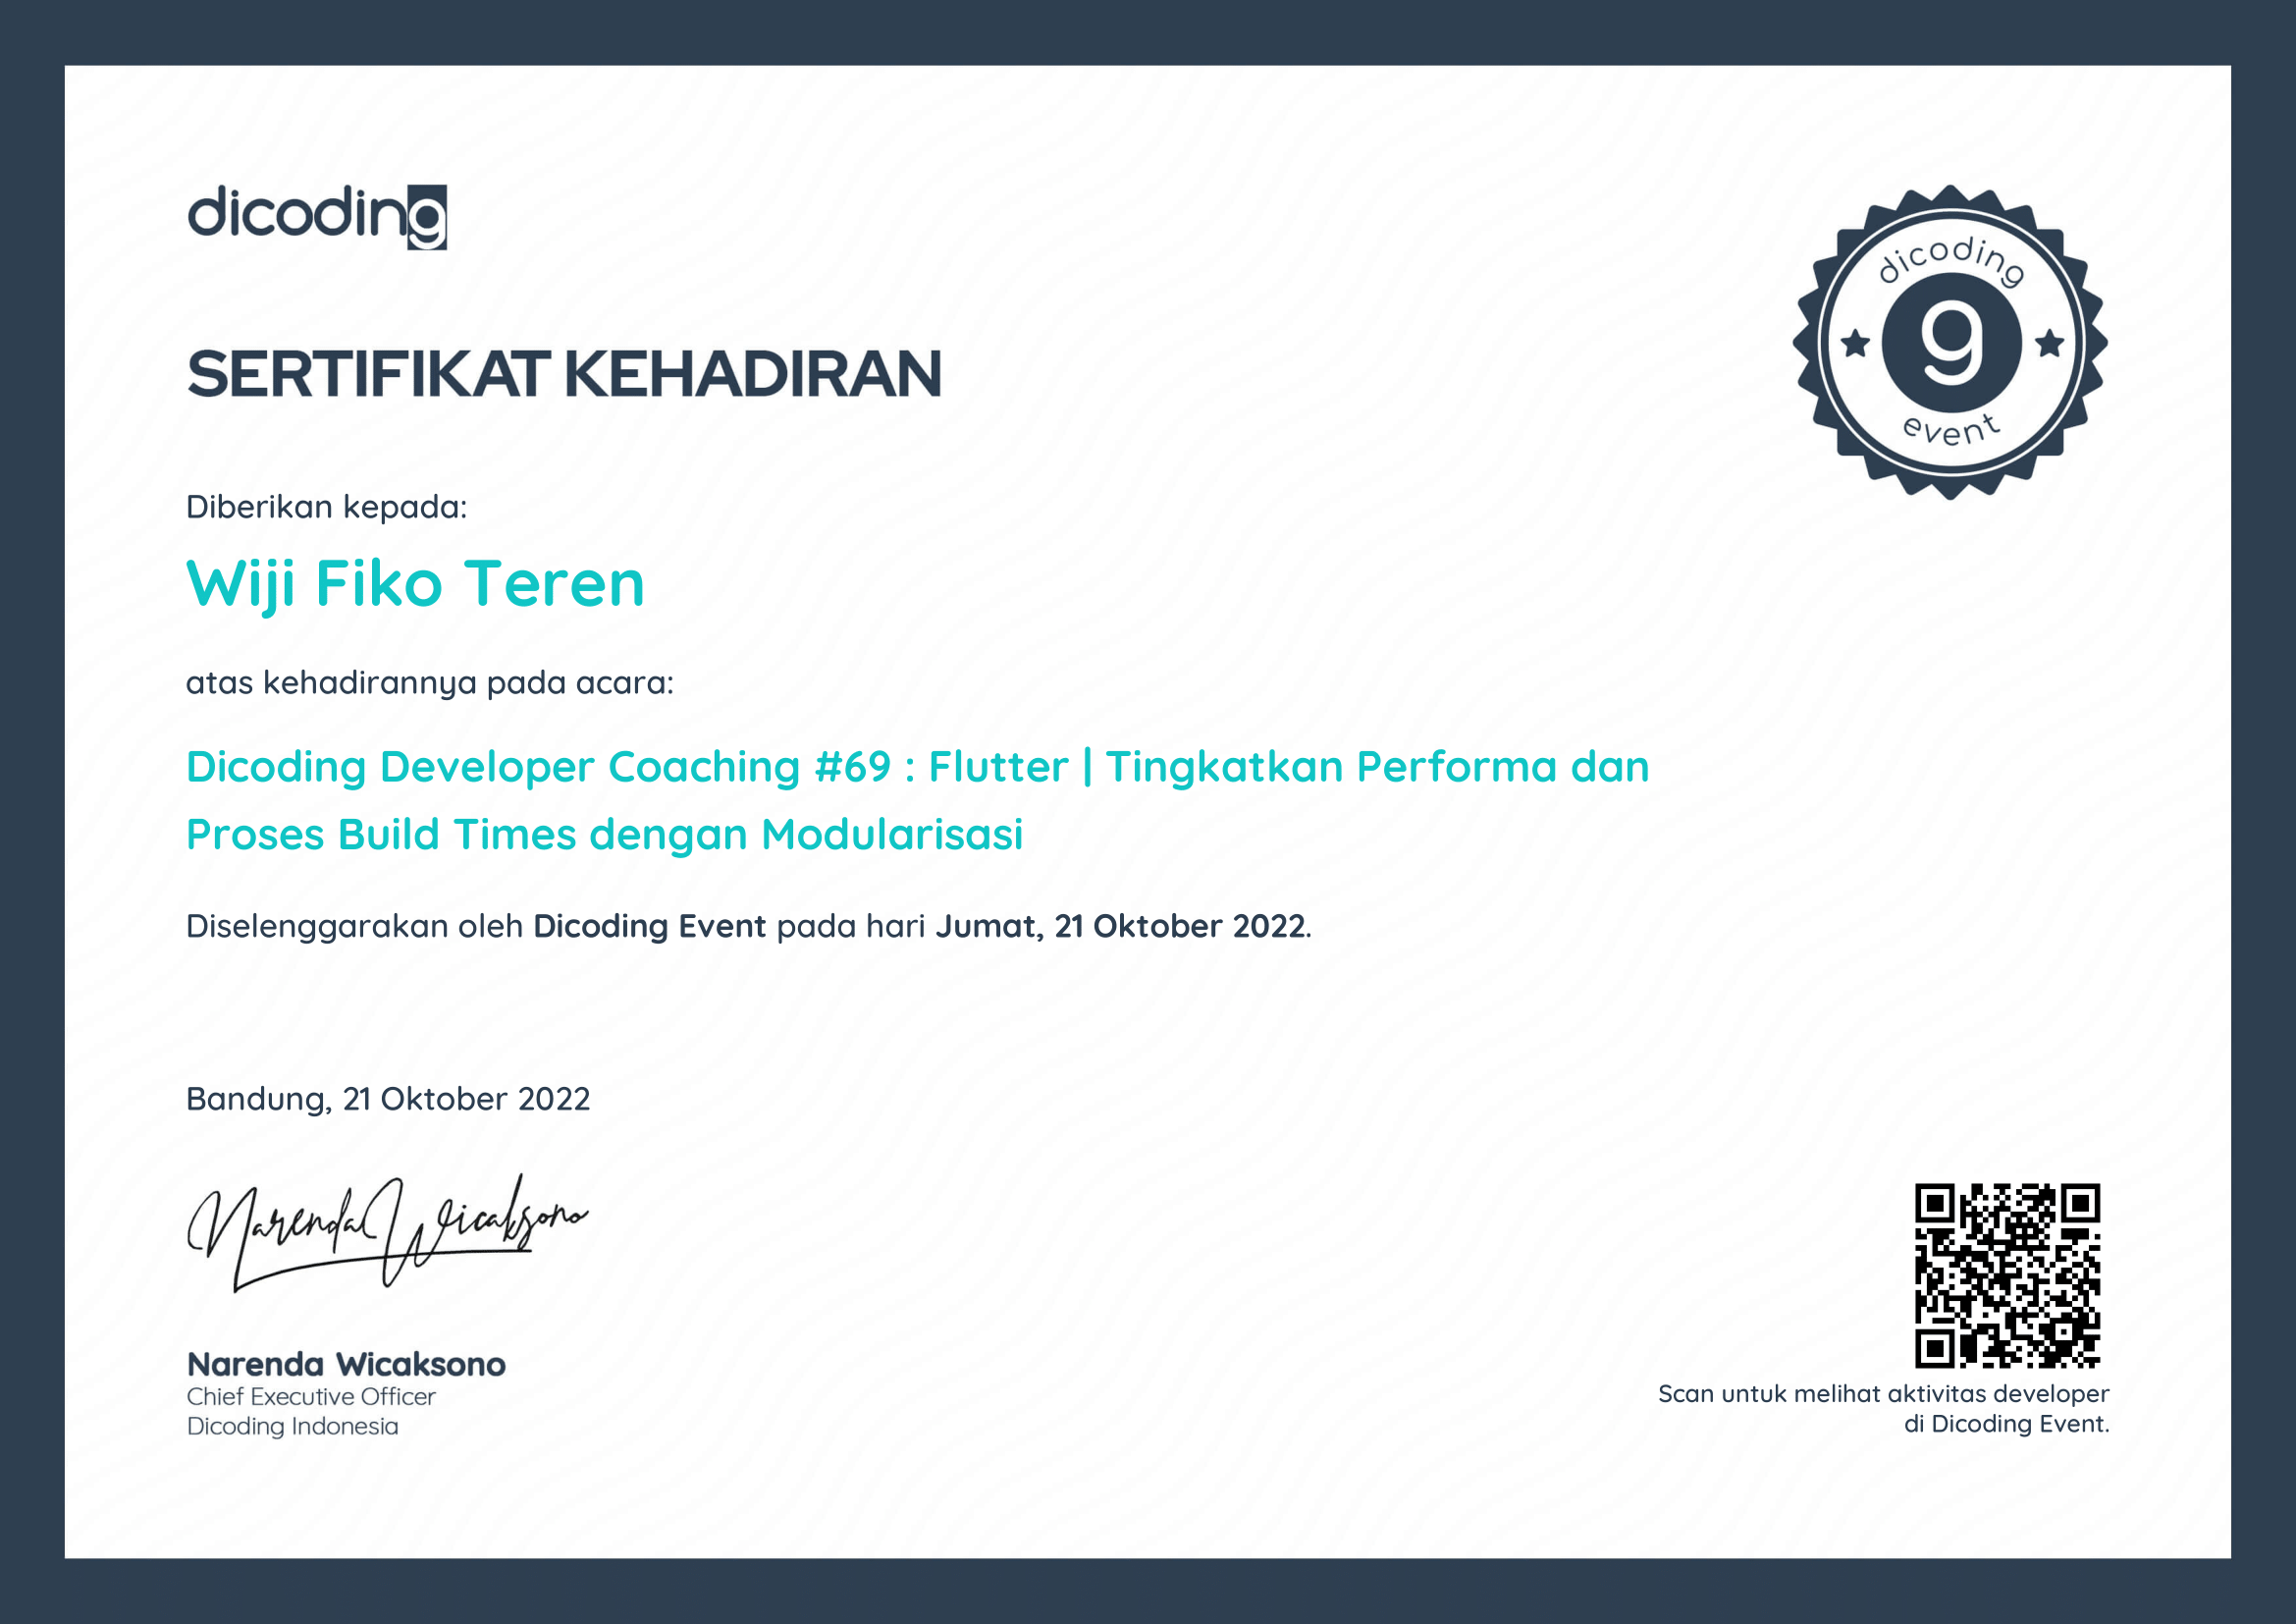 dicoding
dicoding
g
event
SERTIFIKAT KEHADIRAN
Diberikan kepada:
Wiji Fiko Teren
atas kehadirannya pada acara:
Dicoding Developer Coaching #69 : Flutter | Tingkatkan Performa dan
Proses Build Times dengan Modularisasi
Diselenggarakan oleh Dicoding Event pada hari Jumat, 21 Oktober 2022.
Bandung, 21 Oktober 2022
Narenda Wicaksono
Narenda Wicaksono
Chief Executive Officer
Dicoding Indonesia
Scan untuk melihat aktivitas developer
di Dicoding Event.